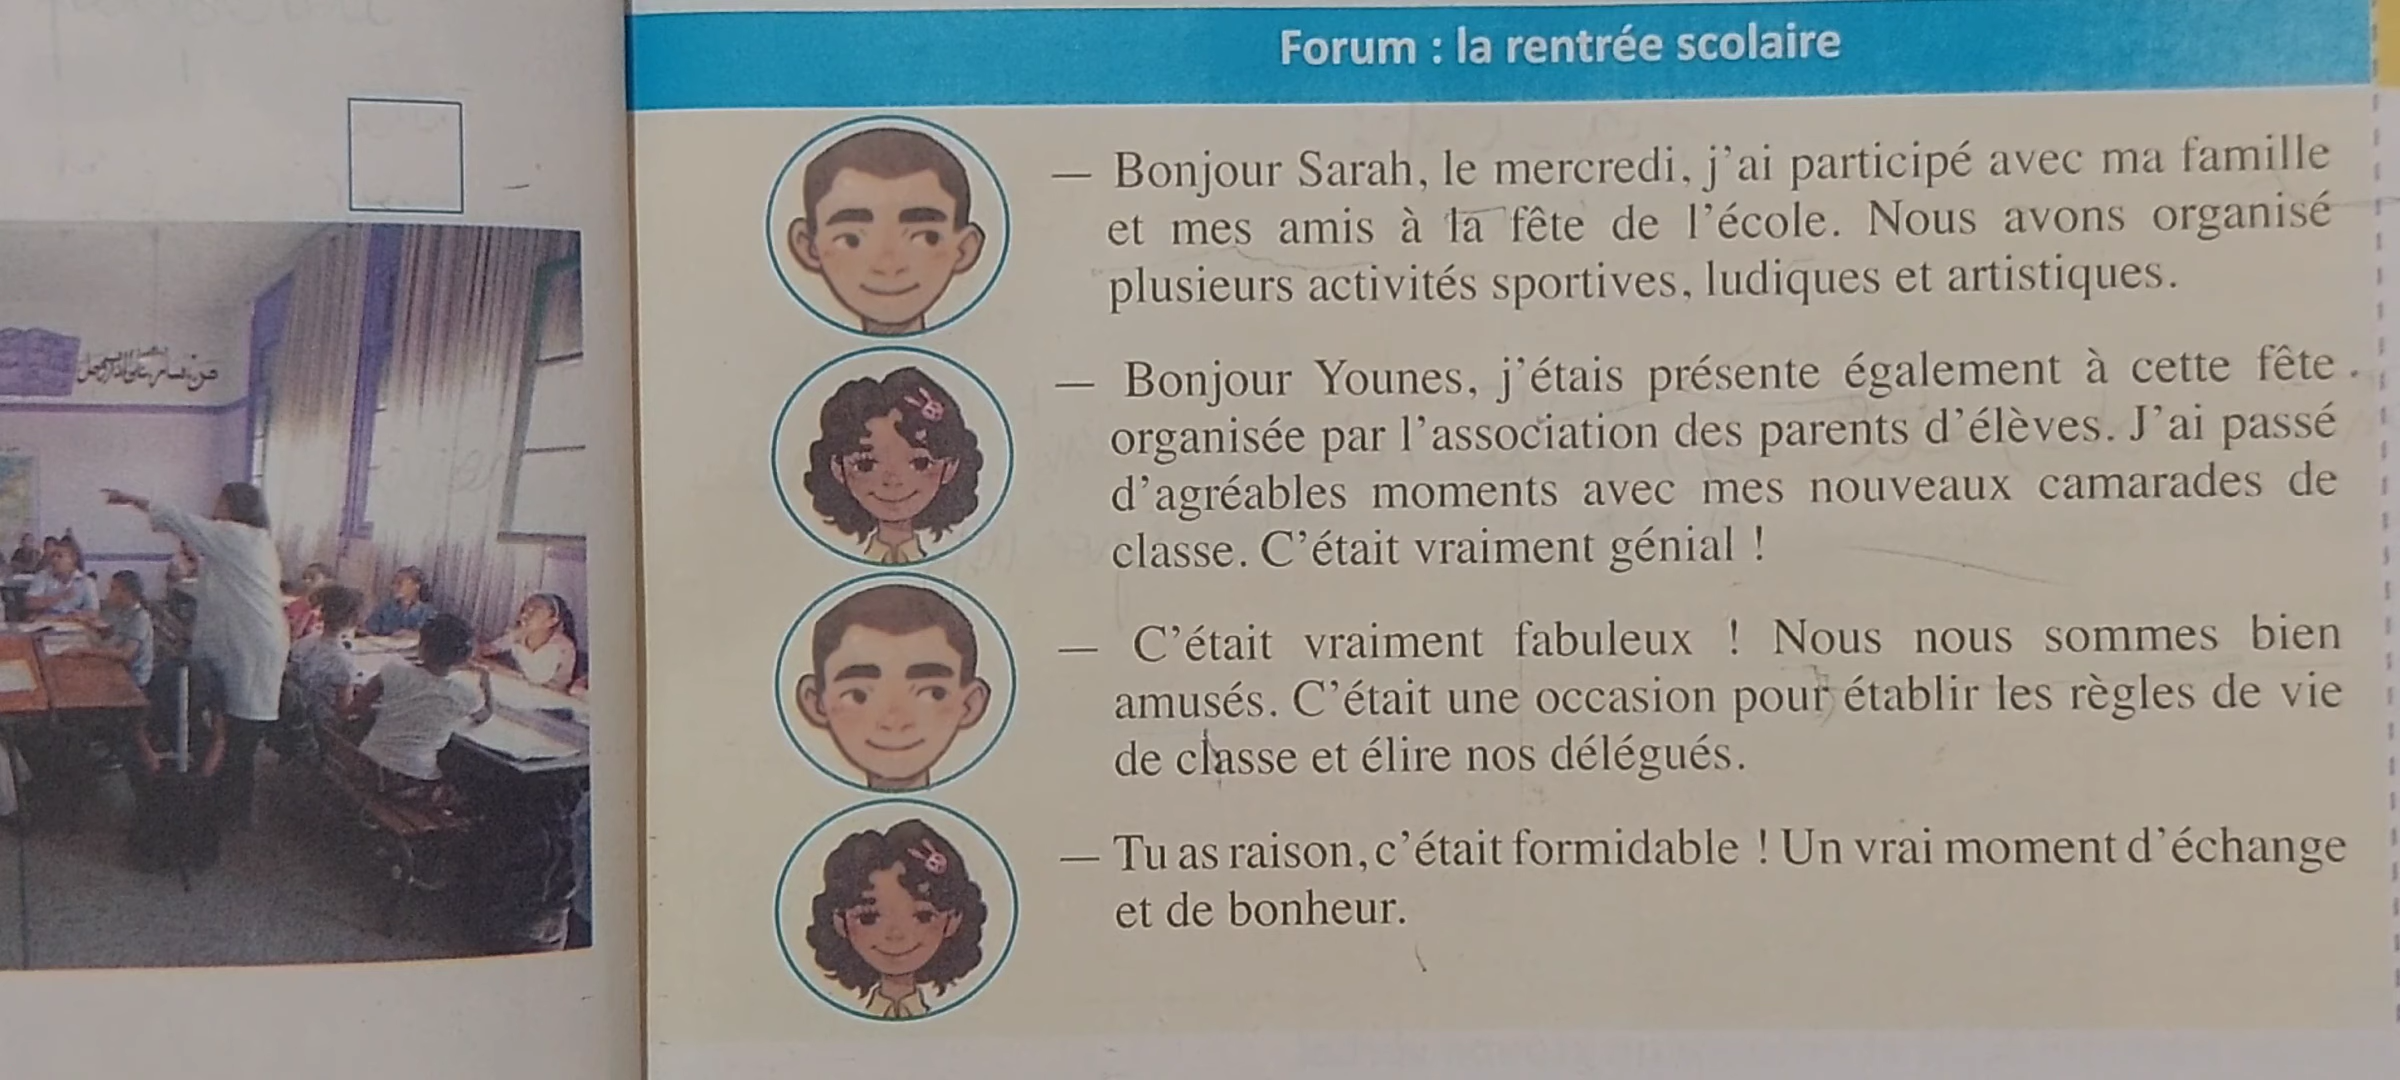 Forum : la rentrée scolaire
— Bonjour Sarah, le mercredi, j'ai participé avec ma famille
et mes amis à la fête de l'école. Nous avons organisé
plusieurs activités sportives, ludiques et artistiques.
— Bonjour Younes, j'étais présente également à cette fête
organisée par l'association des parents d'élèves. J'ai passé
d'agréables moments avec mes nouveaux camarades de
classe. C'était vraiment génial !
— C'était vraiment fabuleux ! Nous nous sommes bien
amusés. C'était une occasion pour établir les règles de vie
de classe et élire nos délégués.
— Tu as raison, c'était formidable ! Un vrai moment d'échange
et de bonheur.